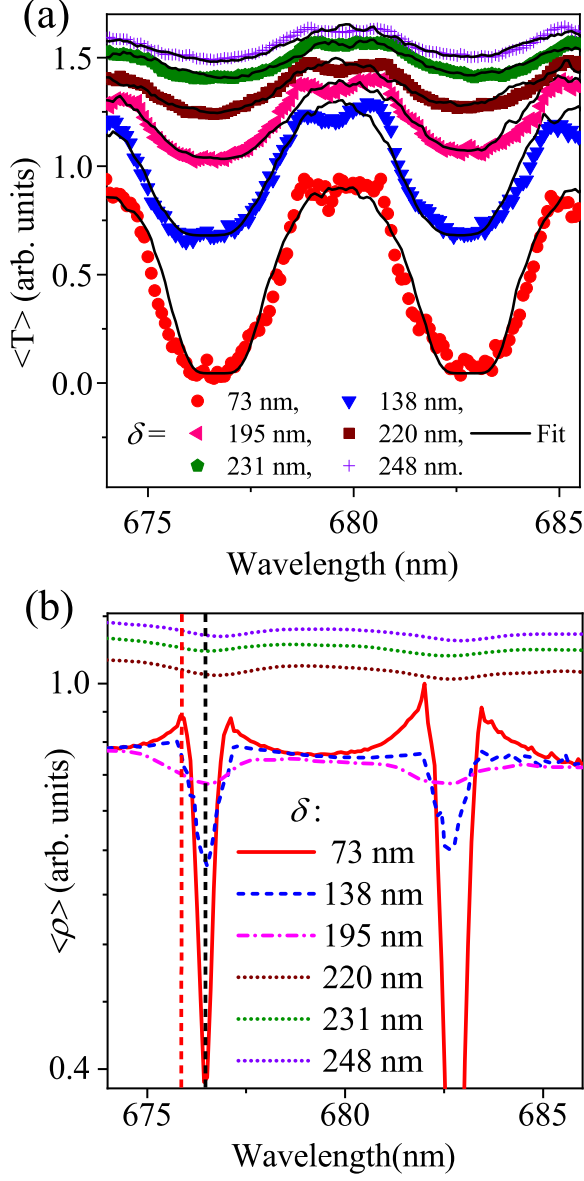 (a)
1.5
1.0
0.5
0.0
<T> (arb. units)
73 nm, 138 nm,
δ = 195 nm, 220 nm, Fit
231 nm, 248 nm.
675 680 685
Wavelength (nm)
(b)
1.0
0.4
<ρ> (arb. units)
δ:
73 nm
138 nm
195 nm
220 nm
231 nm
248 nm
675 680 685
Wavelength(nm)